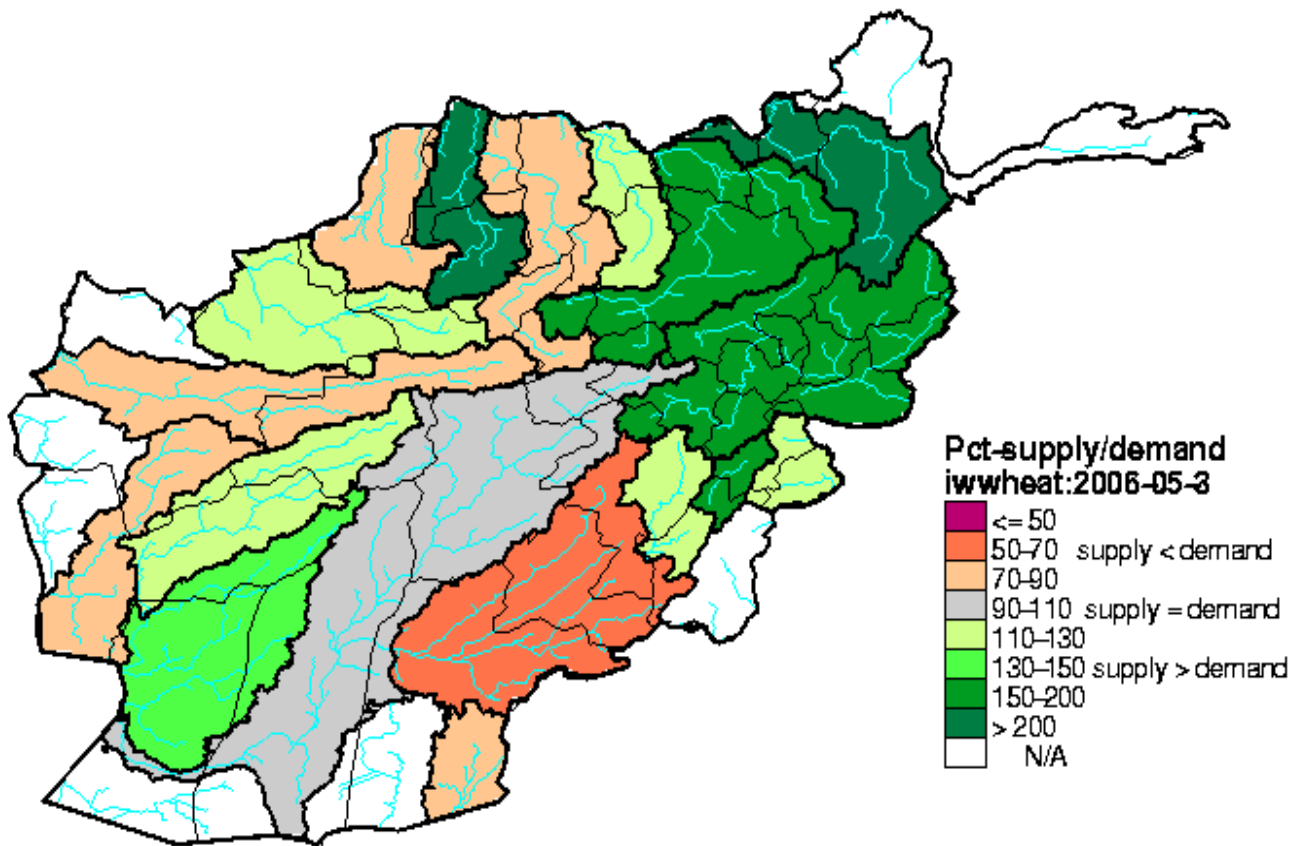 Pct-supply/demand
iwwheat:2006-05-3
<= 50
50-70 supply < demand
70-90
90-110 supply = demand
110-130
130-150 supply > demand
150-200
> 200
N/A